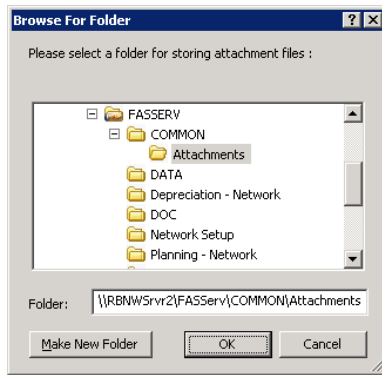 Browse For Folder
Please select a folder for storing attachment files :
FASSERV
COMMON
Attachments
DATA
Depreciation - Network
DOC
Network Setup
Planning - Network
Folder: \\RBNWSrvr2\FASServ\COMMON\Attachments
Make New Folder OK Cancel